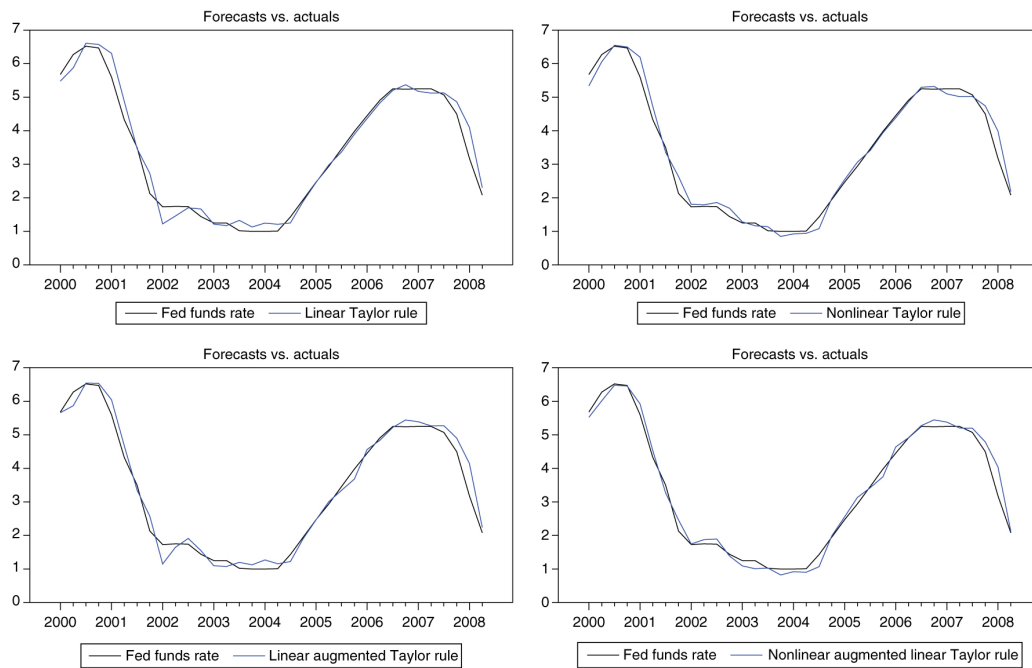 Forecasts vs. actuals
7
6
5
4
3
2
1
0
2000 2001 2002 2003 2004 2005 2006 2007 2008
Fed funds rate Linear Taylor rule
Forecasts vs. actuals
7
6
5
4
3
2
1
0
2000 2001 2002 2003 2004 2005 2006 2007 2008
Fed funds rate Nonlinear Taylor rule
Forecasts vs. actuals
7
6
5
4
3
2
1
0
2000 2001 2002 2003 2004 2005 2006 2007 2008
Fed funds rate Linear augmented Taylor rule
Forecasts vs. actuals
7
6
5
4
3
2
1
0
2000 2001 2002 2003 2004 2005 2006 2007 2008
Fed funds rate Nonlinear augmented linear Taylor rule